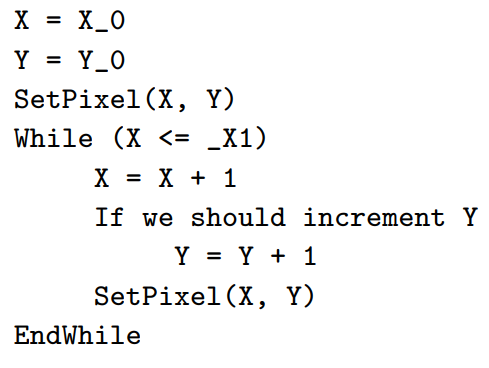 X = X_0
Y = Y_0
SetPixel(X, Y)
While (X <= _X1)
X = X + 1
If we should increment Y
Y = Y + 1
SetPixel(X, Y)
EndWhile